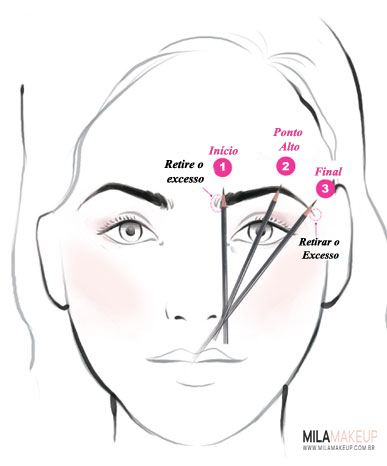 Início
1
Retire o
excesso
Ponto
Alto
2
Final
3
Retirar o
Excesso
MILAMAKEUP
WWW.MILAMAKEUP.COM.BR